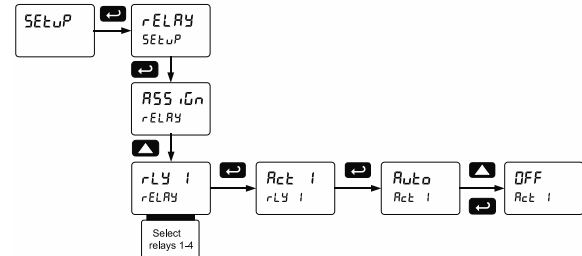 SEtuP
rELAY
SEtuP
ASSiGn
rELAY
rLY 1
rELAY
Act 1
rLY 1
Auto
Act 1
OFF
Act 1
Select
relays 1-4